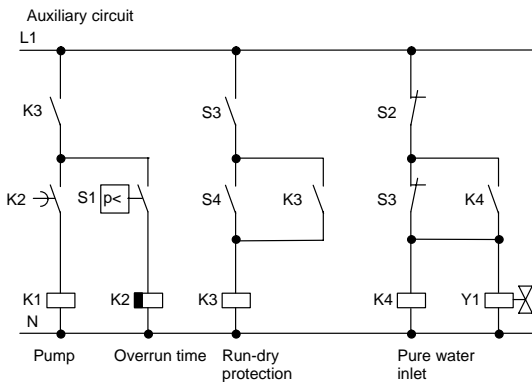 Auxiliary circuit
L1
K3
S3
S2
K2
S1
p<
S4
K3
S3
K4
K1
K2
K3
K4
Y1
N
Pump
Overrun time
Run-dry
protection
Pure water
inlet